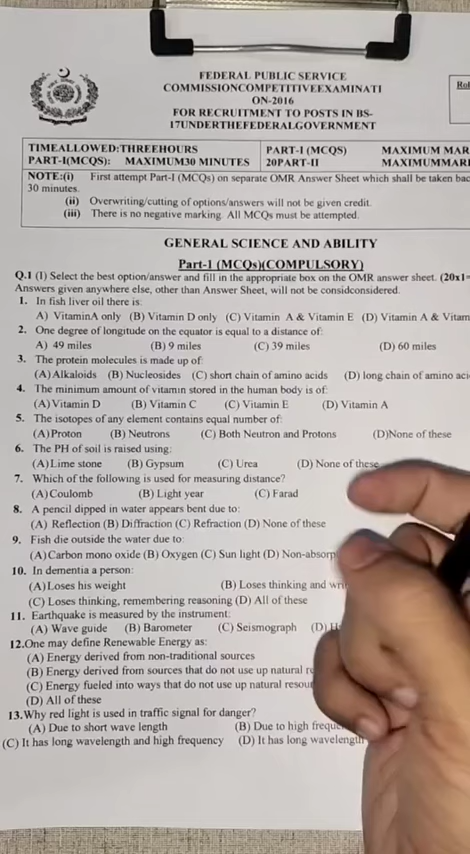 FEDERAL PUBLIC SERVICE
COMMISSIONCOMPETITIVEEXAMINATI
ON-2016
FOR RECRUITMENT TO POSTS IN BS-
17UNDERTHEFEDERALGOVERNMENT
TIMEALLOWED:THREEHOURS PART-I (MCQS) MAXIMUM MAR
PART-I(MCQS): MAXIMUM30 MINUTES 20PART-II MAXIMUMMAR
NOTE:(i) First attempt Part-I (MCQs) on separate OMR Answer Sheet which shall be taken bac
30 minutes.
(ii) Overwriting/cutting of options/answers will not be given credit.
(iii) There is no negative marking. All MCQs must be attempted.
GENERAL SCIENCE AND ABILITY
Part-1 (MCQs)(COMPULSORY)
Q.1 (I) Select the best option/answer and fill in the appropriate box on the OMR answer sheet. (20x1=
Answers given anywhere else, other than Answer Sheet, will not be considconsidered.
1. In fish liver oil there is:
A) VitaminA only (B) Vitamin D only (C) Vitamin A & Vitamin E (D) Vitamin A & Vitam
2. One degree of longitude on the equator is equal to a distance of:
A) 49 miles (B) 9 miles (C) 39 miles (D) 60 miles
3. The protein molecules is made up of:
(A) Alkaloids (B) Nucleosides (C) short chain of amino acids (D) long chain of amino aci
4. The minimum amount of vitamin stored in the human body is of:
(A) Vitamin D (B) Vitamin C (C) Vitamin E (D) Vitamin A
5. The isotopes of any element contains equal number of:
(A) Proton (B) Neutrons (C) Both Neutron and Protons (D)None of these
6. The PH of soil is raised using:
(A) Lime stone (B) Gypsum (C) Urea (D) None of these
7. Which of the following is used for measuring distance?
(A) Coulomb (B) Light year (C) Farad
8. A pencil dipped in water appears bent due to:
(A) Reflection (B) Diffraction (C) Refraction (D) None of these
9. Fish die outside the water due to:
(A) Carbon mono oxide (B) Oxygen (C) Sun light (D) Non-absorp
10. In dementia a person:
(A) Loses his weight (B) Loses thinking and wri
(C) Loses thinking, remembering reasoning (D) All of these
11. Earthquake is measured by the instrument:
(A) Wave guide (B) Barometer (C) Seismograph (D)
12.One may define Renewable Energy as:
(A) Energy derived from non-traditional sources
(B) Energy derived from sources that do not use up natural re
(C) Energy fueled into ways that do not use up natural resour
(D) All of these
13.Why red light is used in traffic signal for danger?
(A) Due to short wave length (B) Due to high freque
(C) It has long wavelength and high frequency (D) It has long wavelength